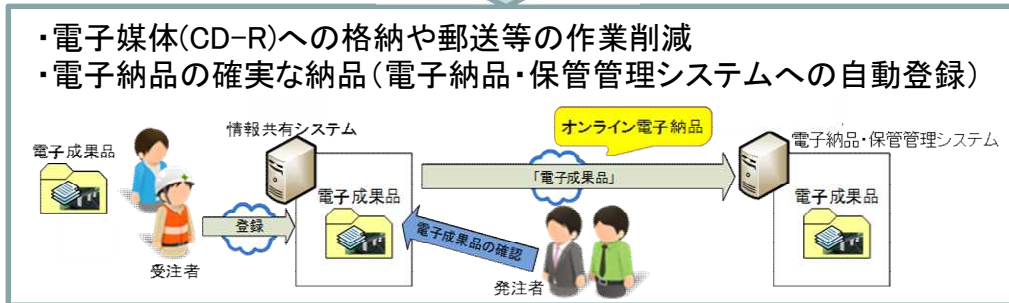 ・電子媒体(CD-R)への格納や郵送等の作業削減
・電子納品の確実な納品(電子納品・保管管理システムへの自動登録)
オンライン電子納品
情報共有システム
電子納品・保管管理システム
電子成果品
「電子成果品」
電子成果品
電子成果品
登録
電子成果品の確認
受注者
発注者